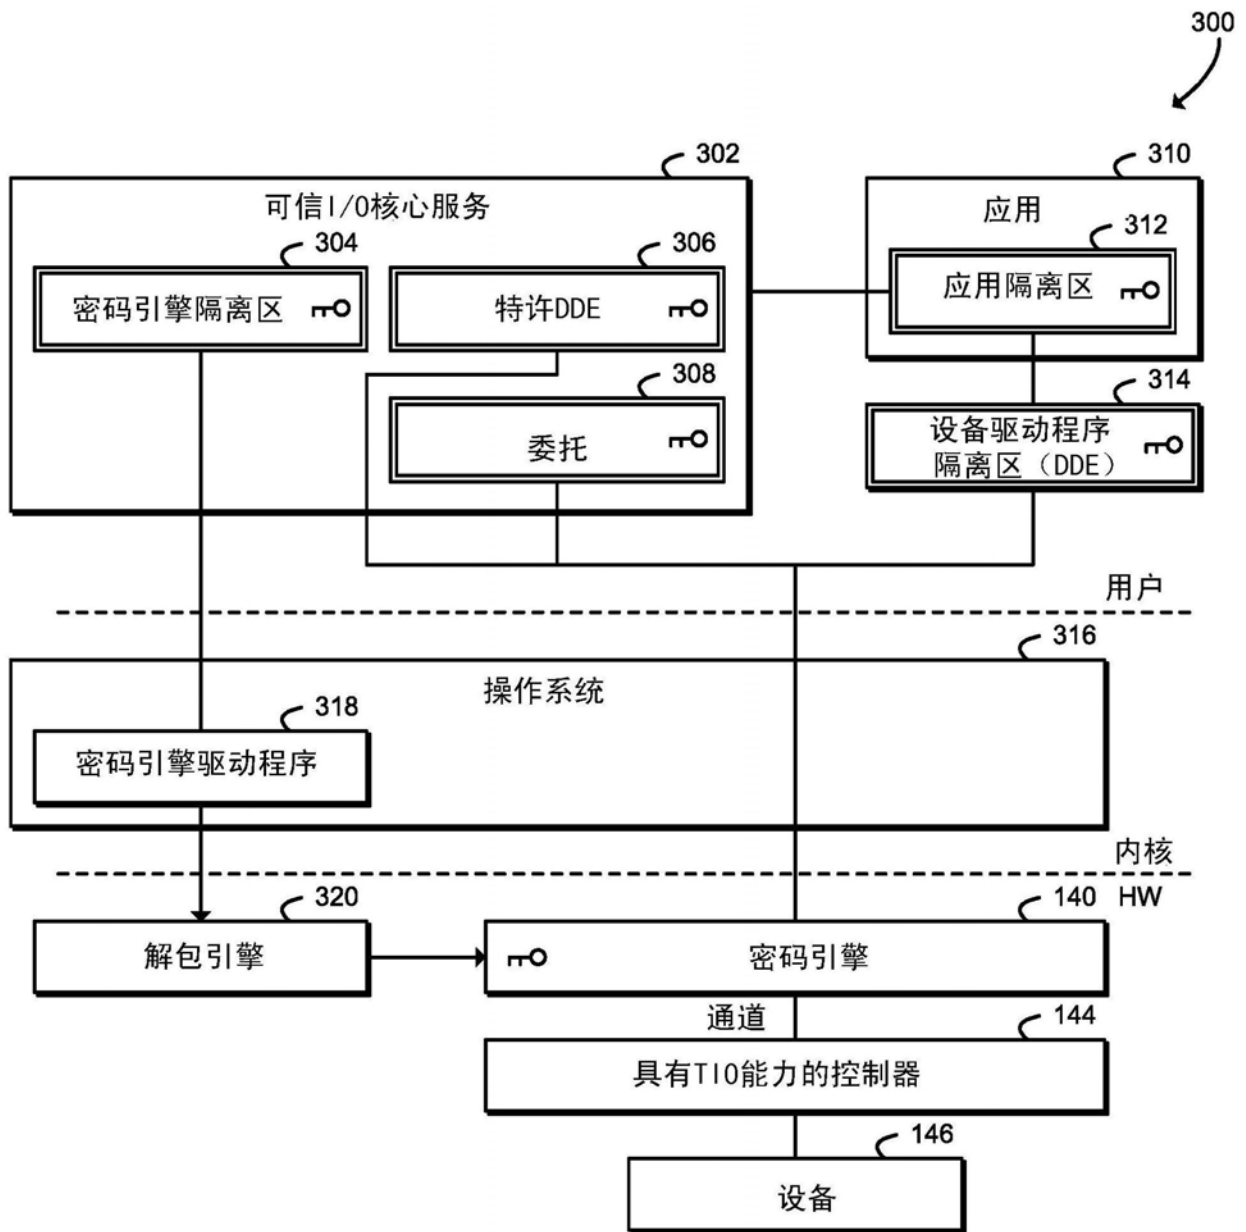 300
302
可信I/O核心服务
304
密码引擎隔离区
306
特许DDE
308
委托
310
应用
312
应用隔离区
314
设备驱动程序
隔离区（DDE）
用户
316
操作系统
318
密码引擎驱动程序
内核
HW
320
解包引擎
140
密码引擎
通道
144
具有TIO能力的控制器
146
设备